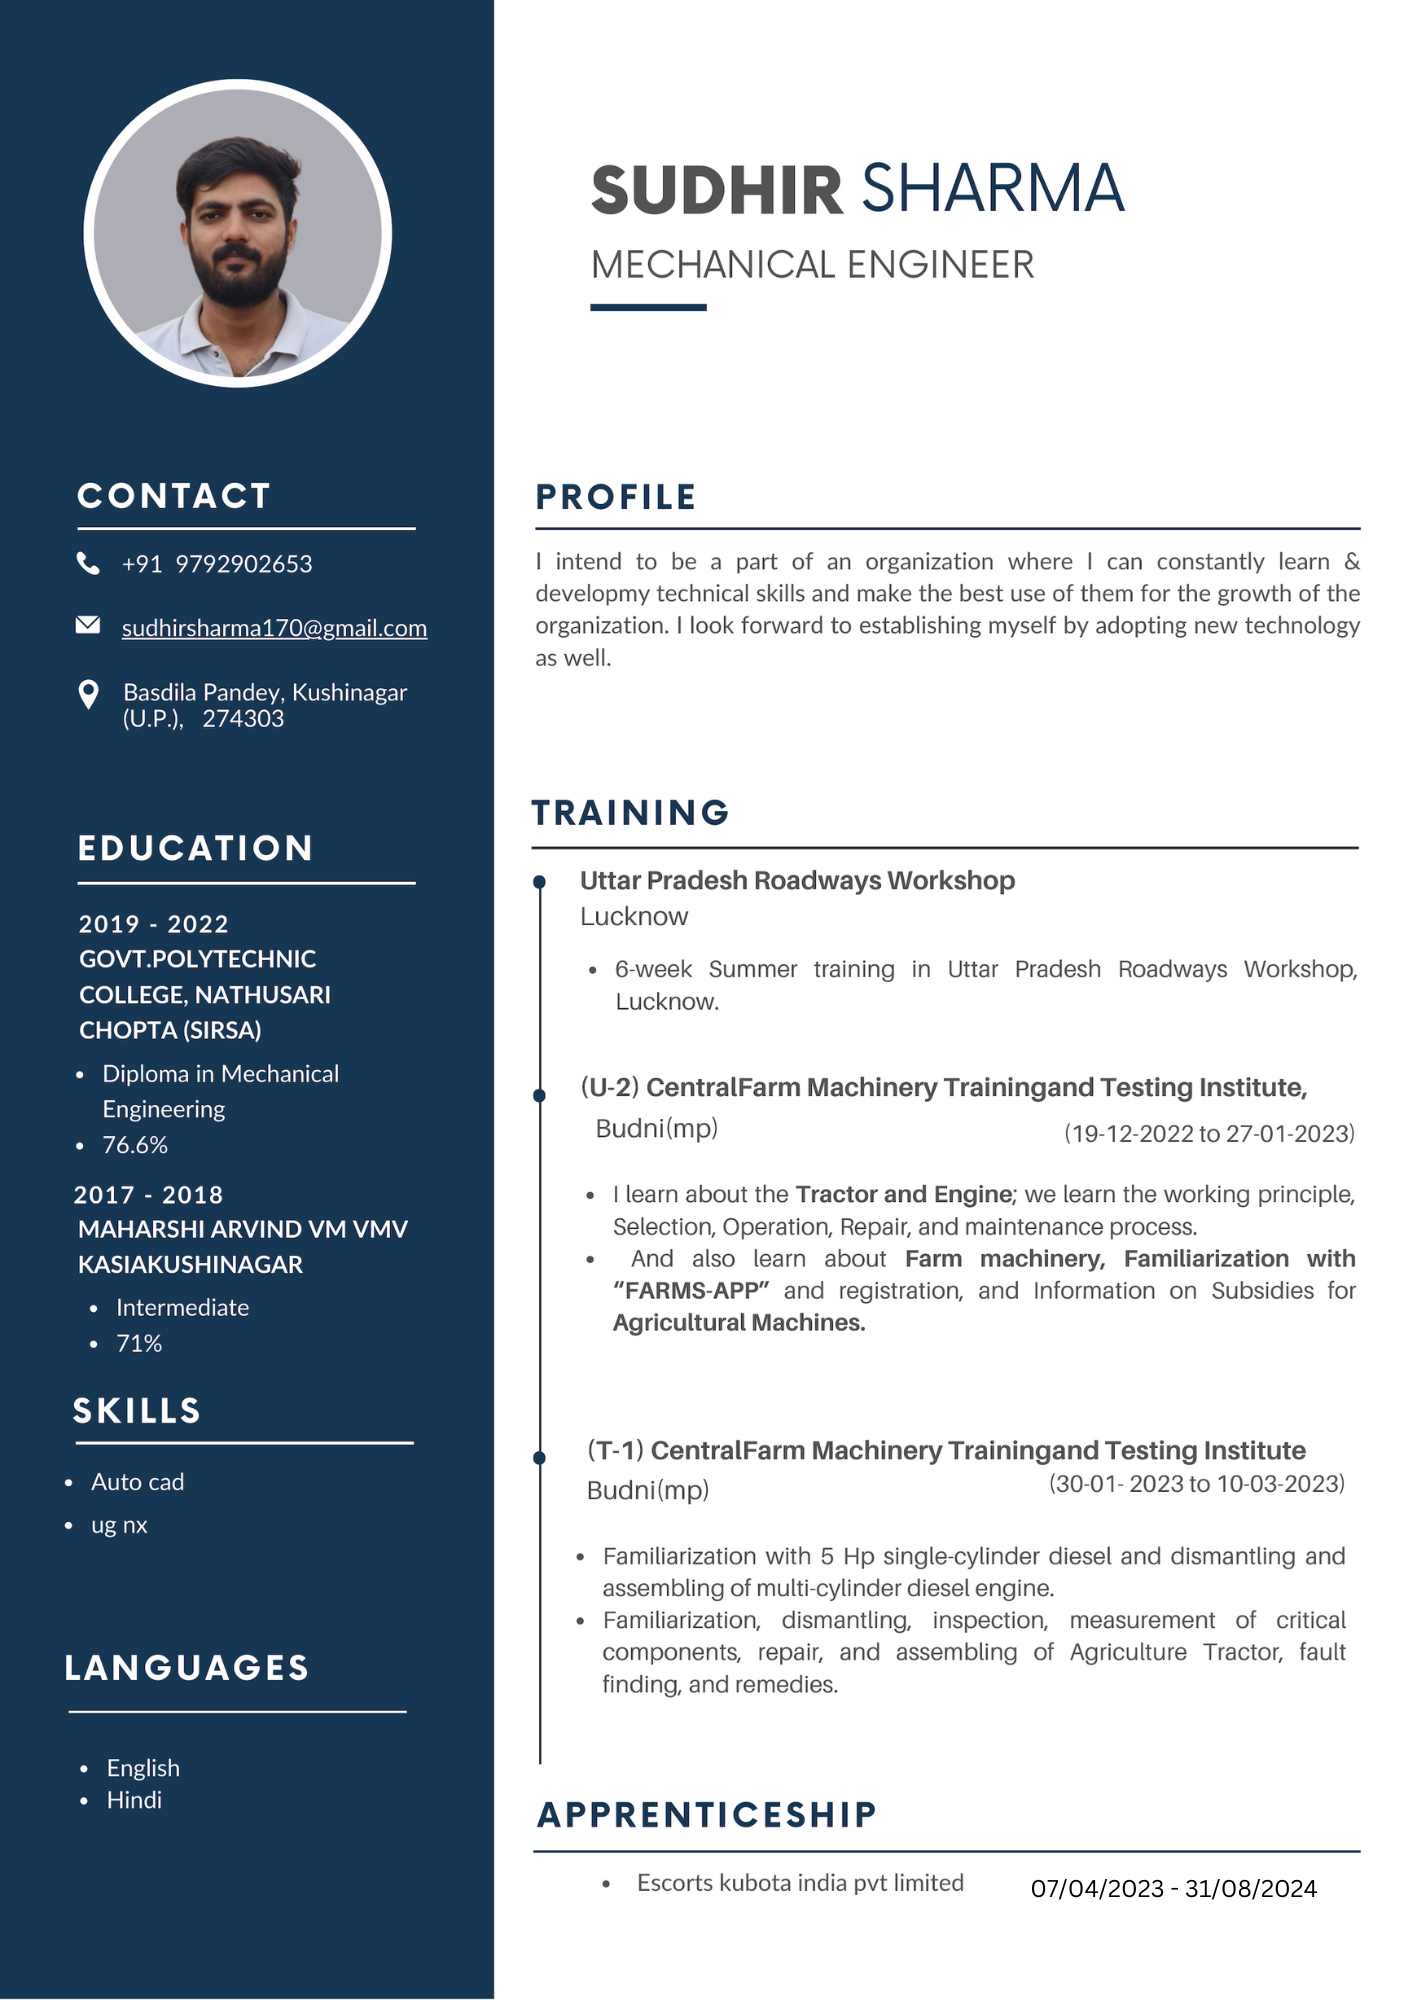 SUDHIR SHARMA
MECHANICAL ENGINEER
CONTACT
+91 9792902653
sudhirsharma170@gmail.com
Basdila Pandey, Kushinagar
(U.P.), 274303
EDUCATION
2019 - 2022
GOVT.POLYTECHNIC
COLLEGE, NATHUSARI
CHOPTA (SIRSA)
• Diploma in Mechanical
Engineering
• 76.6%
2017 - 2018
MAHARSHI ARVIND VM VMV
KASIAKUSHINAGAR
• Intermediate
• 71%
SKILLS
• Auto cad
• ug nx
LANGUAGES
• English
• Hindi
PROFILE
I intend to be a part of an organization where I can constantly learn &
developmy technical skills and make the best use of them for the growth of the
organization. I look forward to establishing myself by adopting new technology
as well.
TRAINING
Uttar Pradesh Roadways Workshop
Lucknow
• 6-week Summer training in Uttar Pradesh Roadways Workshop,
Lucknow.
(U-2) CentralFarm Machinery Trainingand Testing Institute,
Budni(mp) (19-12-2022 to 27-01-2023)
• I learn about the Tractor and Engine; we learn the working principle,
Selection, Operation, Repair, and maintenance process.
• And also learn about Farm machinery, Familiarization with
“FARMS-APP” and registration, and Information on Subsidies for
Agricultural Machines.
(T-1) CentralFarm Machinery Trainingand Testing Institute
Budni(mp) (30-01- 2023 to 10-03-2023)
• Familiarization with 5 Hp single-cylinder diesel and dismantling and
assembling of multi-cylinder diesel engine.
• Familiarization, dismantling, inspection, measurement of critical
components, repair, and assembling of Agriculture Tractor, fault
finding, and remedies.
APPRENTICESHIP
• Escorts kubota india pvt limited 07/04/2023 - 31/08/2024